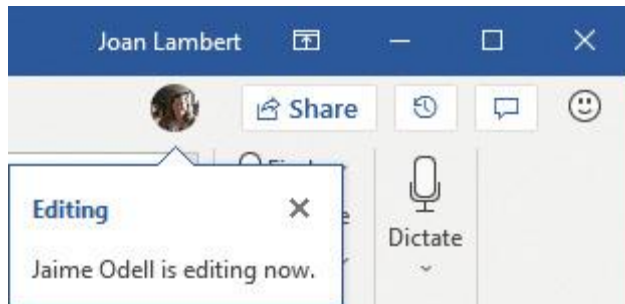 Joan Lambert
Share
Editing
Jaime Odell is editing now.
Dictate